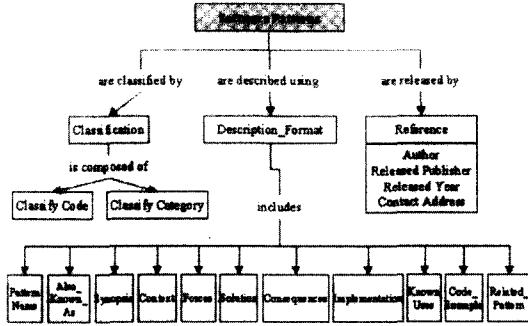 are classified by
are described using
are released by
Classification
Description_Format
Reference
Author
Released Publisher
Released Year
Contact Address
is composed of
Classify Code
Classify Category
includes
Pattern
Name
Also_
Known_
As
Synopsis
Context
Forces
Solution
Consequences
Implementation
Known
Uses
Code_
Example
Related_
Pattern